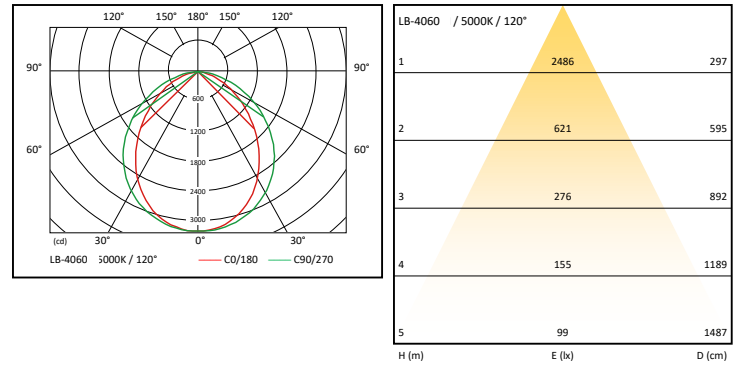 120° 150° 180° 150° 120°
90° 90°
600
1200
60° 60°
1800
2400
3000
(cd) 30° 0° 30°
LB-4060 5000K / 120° C0/180 C90/270
LB-4060 / 5000K / 120°
1 2486 297
2 621 595
3 276 892
4 155 1189
5 99 1487
H (m) E (lx) D (cm)